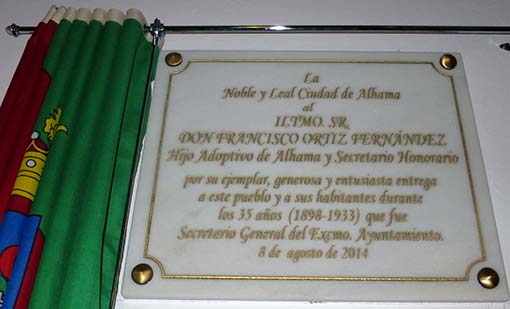 La
Noble y Leal Ciudad de Alhama
al
ILTMO. SR.
DON FRANCISCO ORTIZ FERNÁNDEZ
Hijo Adoptivo de Alhama y Secretario Honorario
por su ejemplar, generosa y entusiasta entrega
a este pueblo y a sus habitantes durante
los 35 años (1898-1933) que fue
Secretario General del Excmo. Ayuntamiento.
8 de agosto de 2014